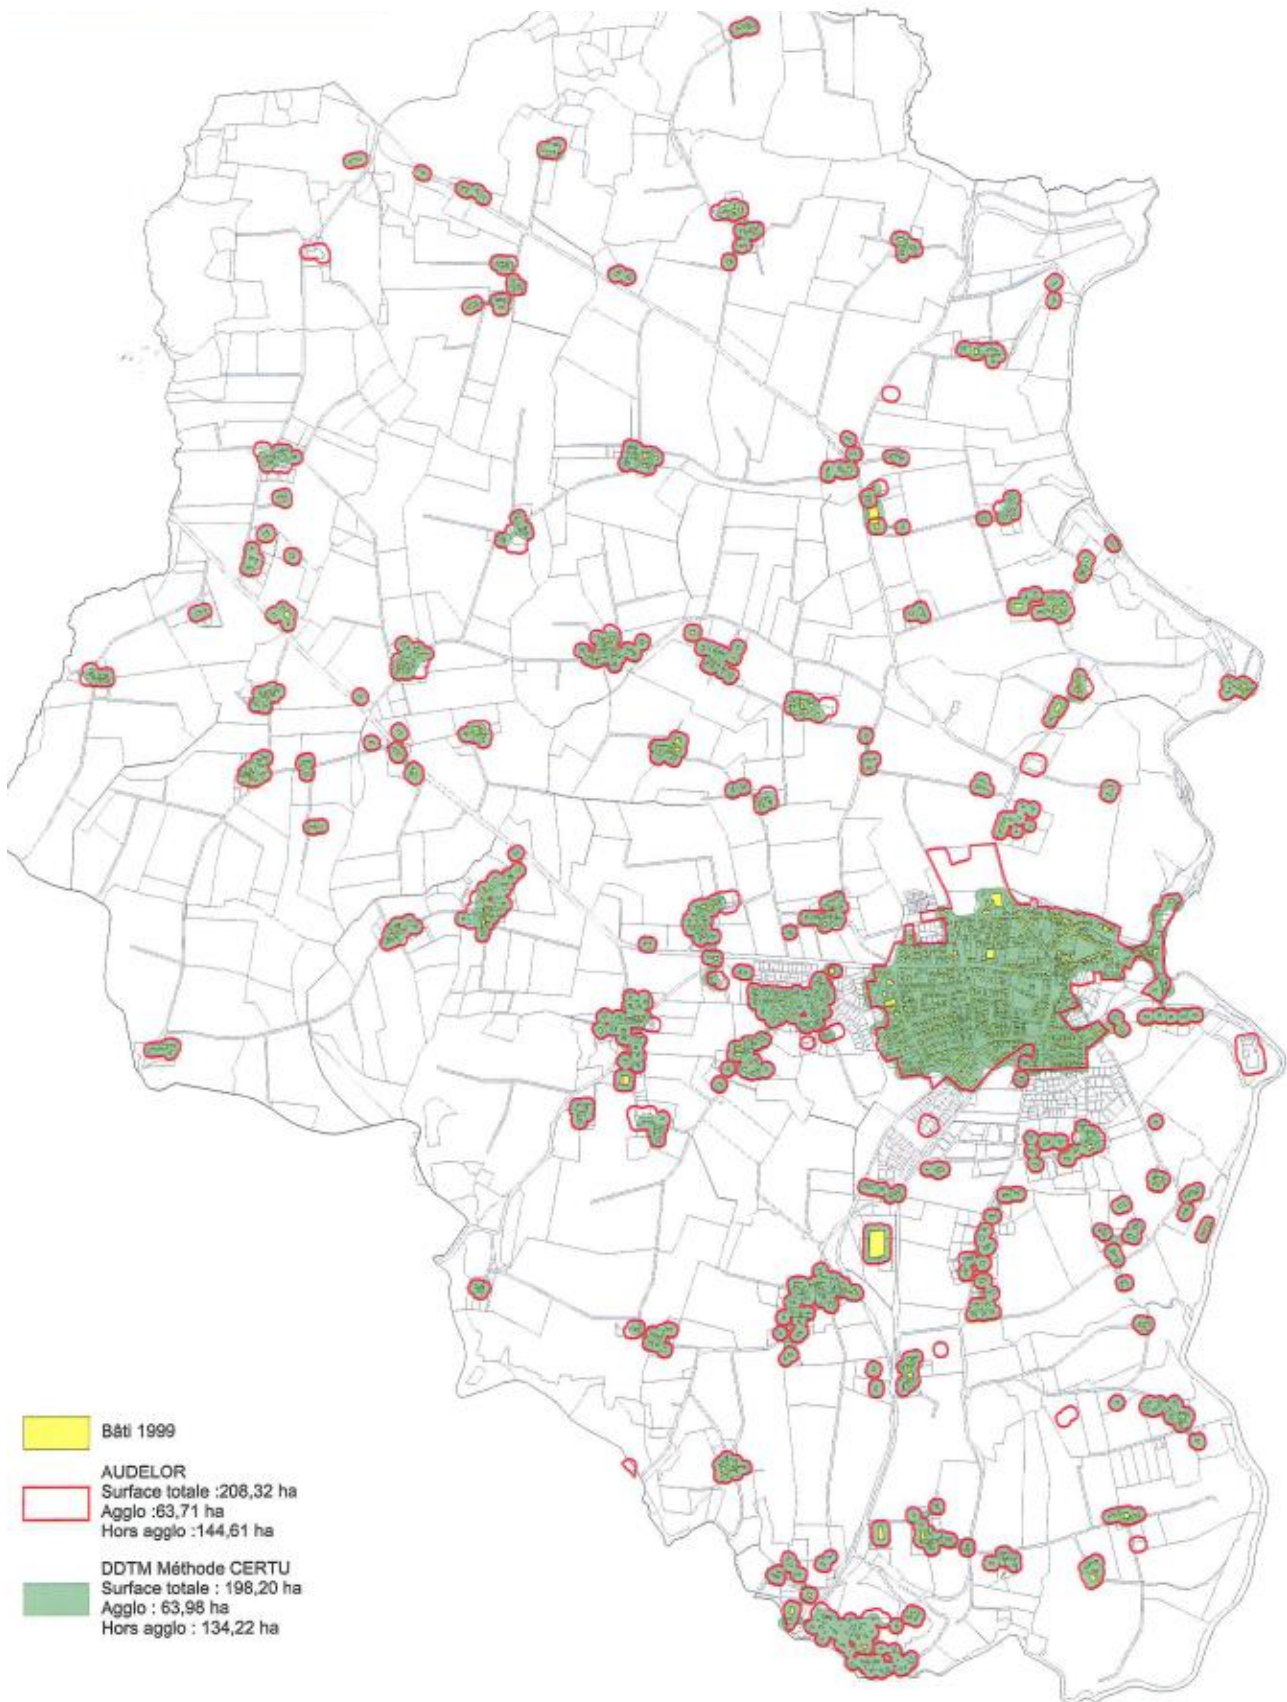 Bâti 1999
AUDELOR
Surface totale :208,32 ha
Agglo :63,71 ha
Hors agglo :144,61 ha
DDTM Méthode CERTU
Surface totale : 198,20 ha
Agglo : 63,98 ha
Hors agglo : 134,22 ha